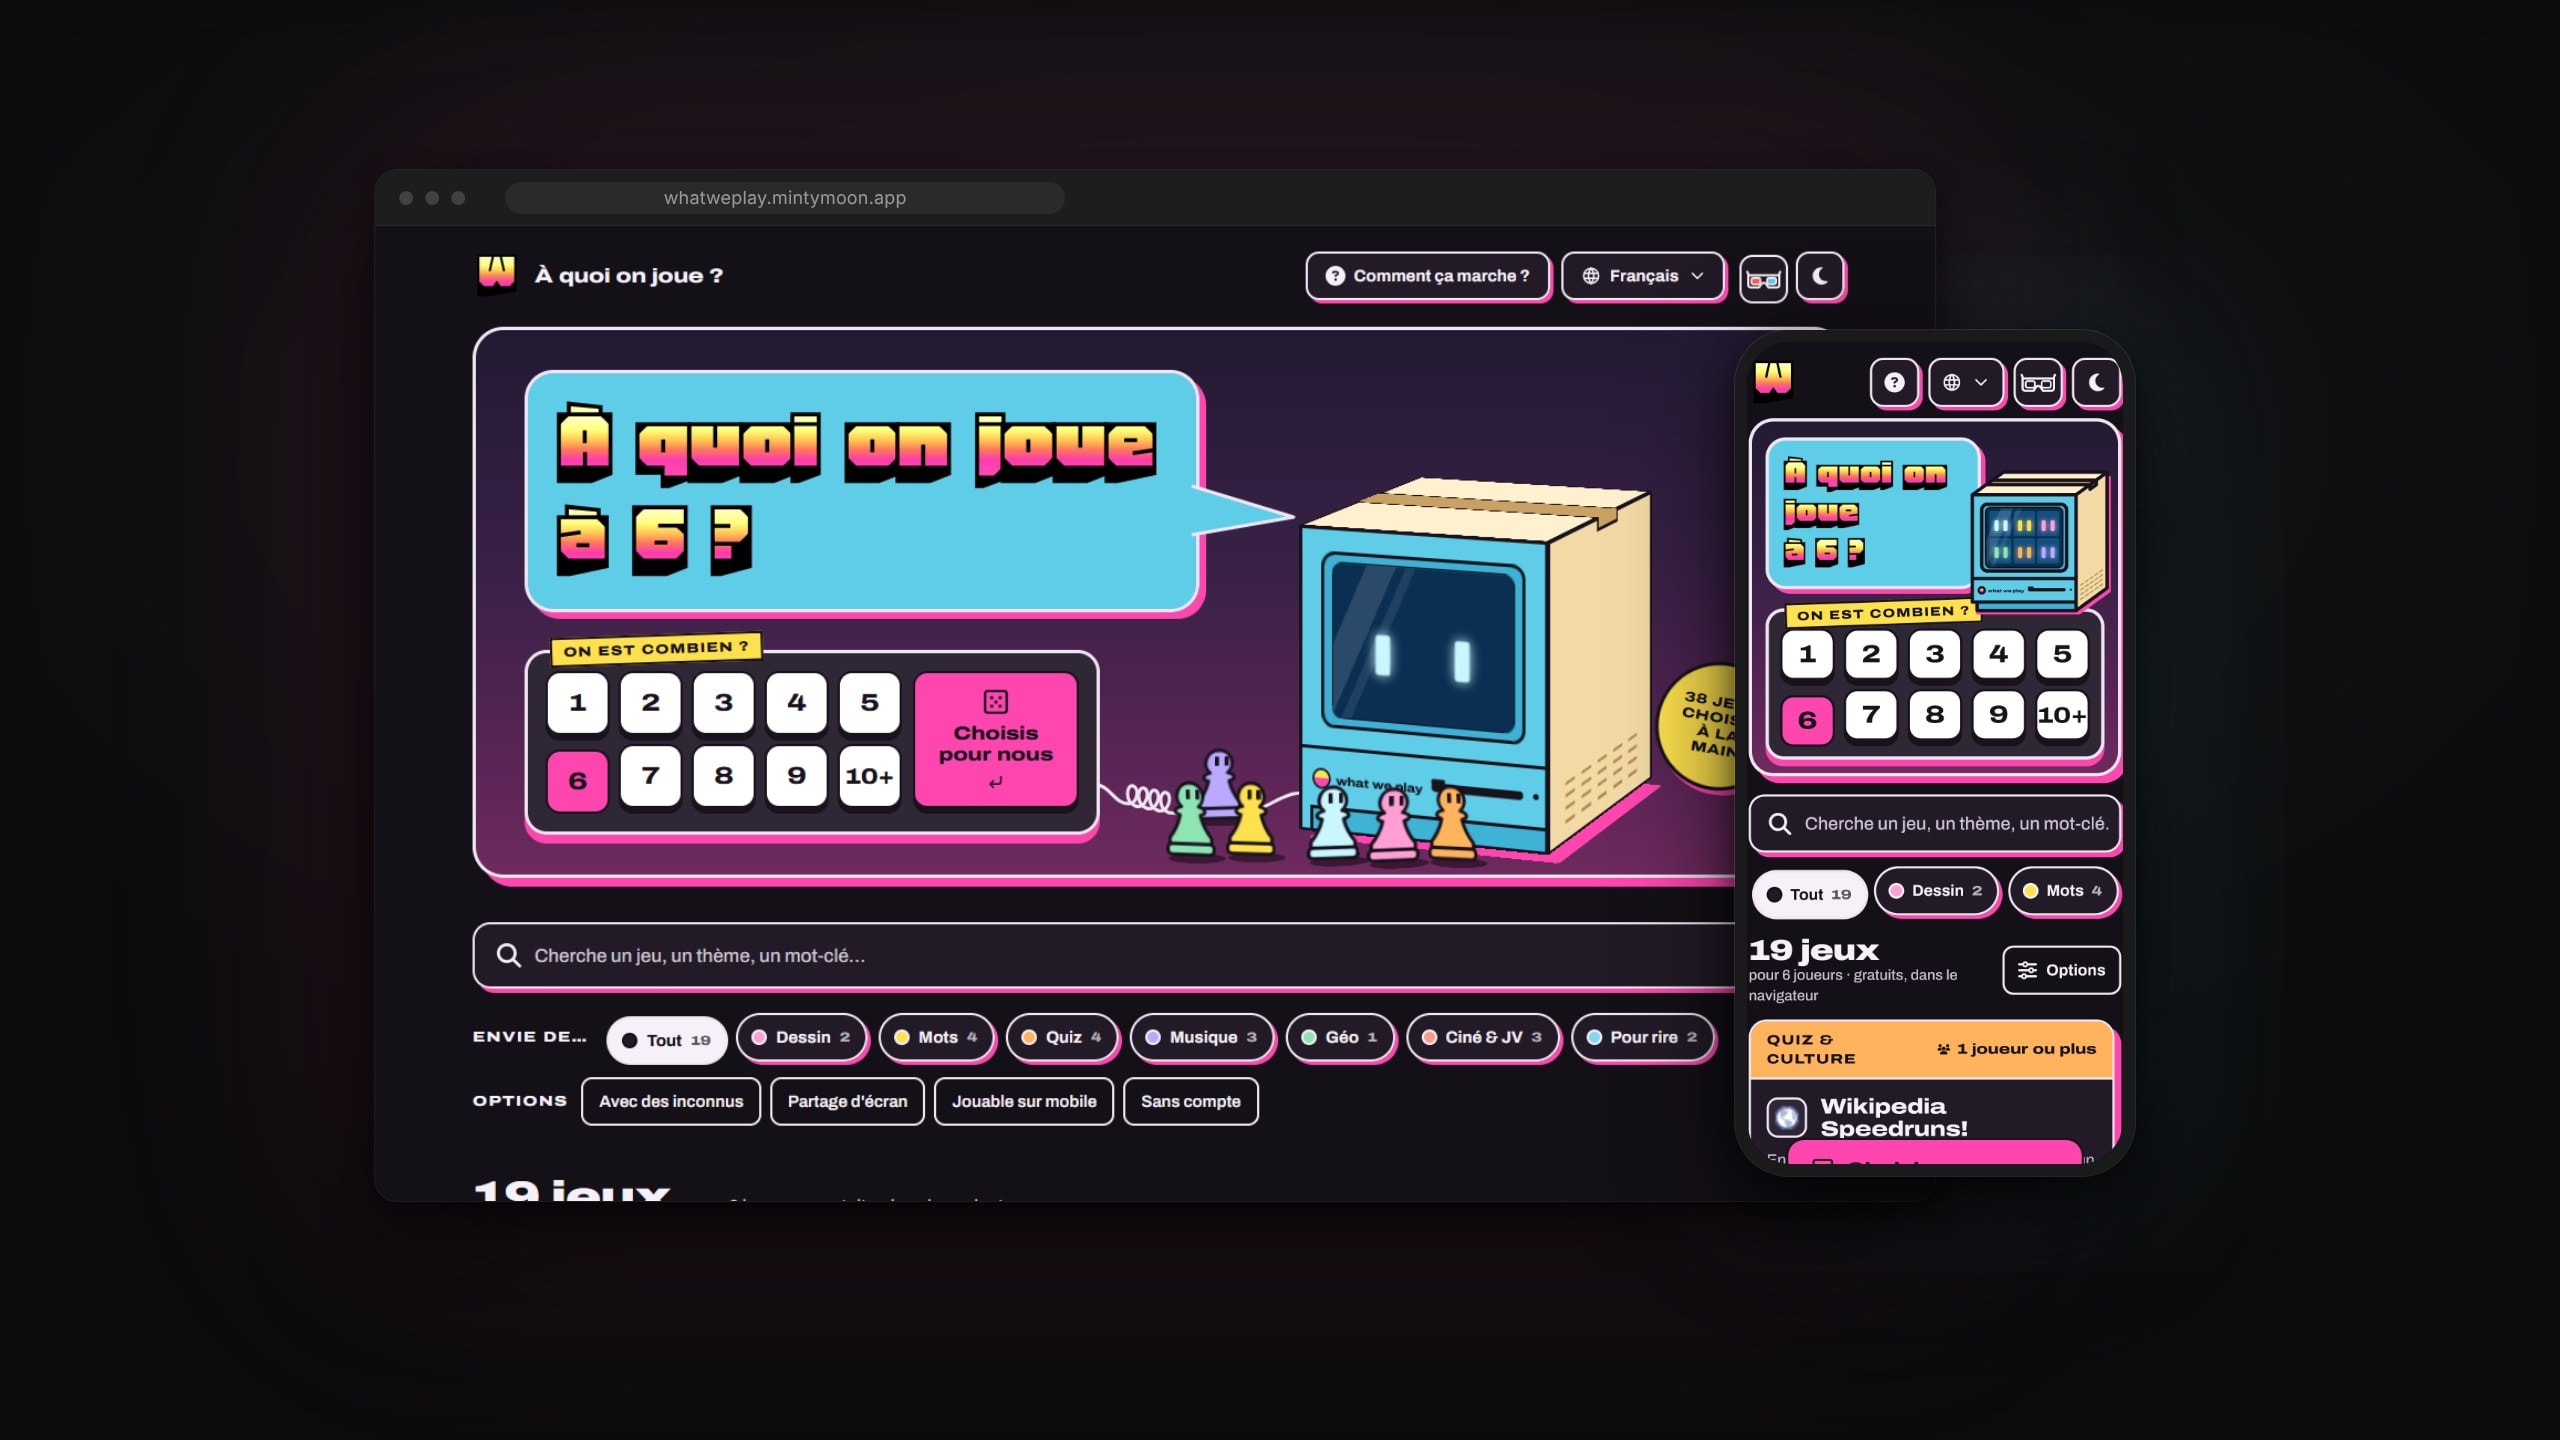 whatweplay.mintymoon.app
À quoi on joue ?
Comment ça marche ?
Français
À quoi on joue
à 6 ?
ON EST COMBIEN ?
1 2 3 4 5
6 7 8 9 10+
Choisis
pour nous
what we play
38
À LA
Cherche un jeu, un thème, un mot-clé...
ENVIE DE...
Tout 19
Dessin 2
Mots 4
Quiz 4
Musique 3
Géo 1
Ciné & JV 3
Pour rire 2
OPTIONS
Avec des inconnus
Partage d'écran
Jouable sur mobile
Sans compte
19 jeux
À quoi on
joue
à 6 ?
what we play
ON EST COMBIEN ?
1 2 3 4 5
6 7 8 9 10+
Cherche un jeu, un thème, un mot-clé.
Tout 19
Dessin 2
Mots 4
19 jeux
pour 6 joueurs · gratuits, dans le
navigateur
Options
QUIZ &
CULTURE
1 joueur ou plus
Wikipedia
Speedruns!
En